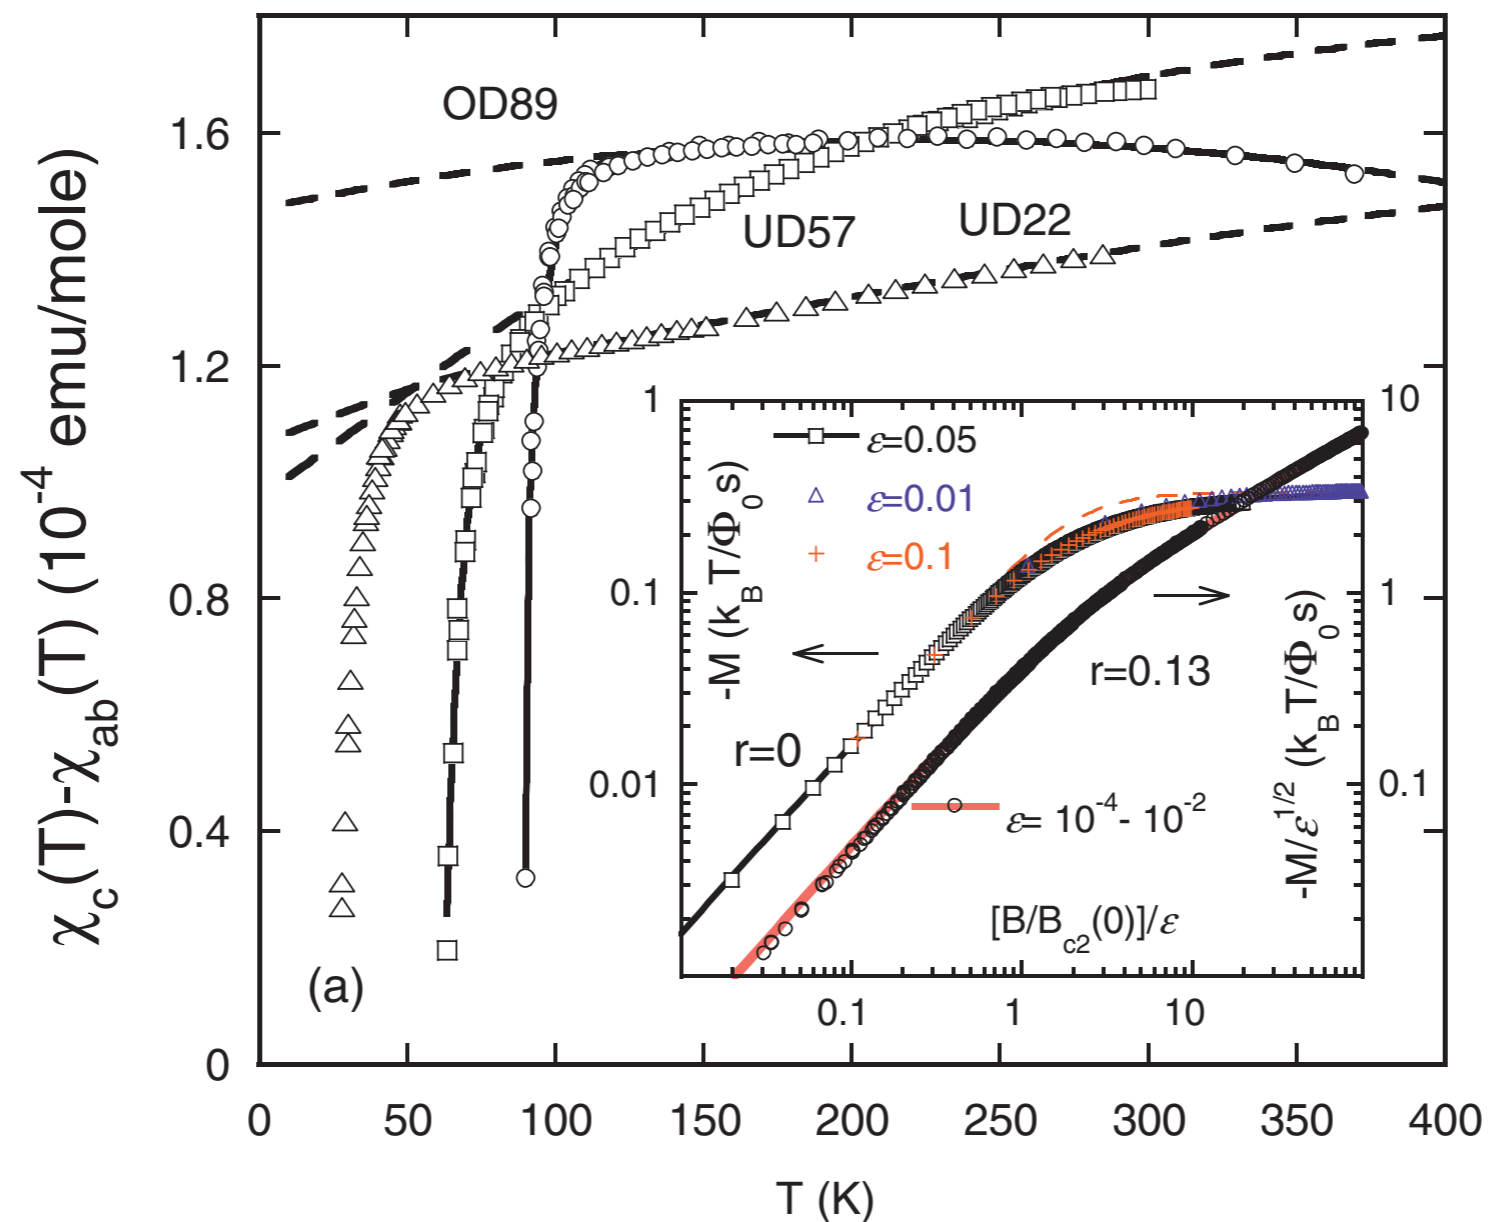 χc(T)-χab(T) (10-4 emu/mole)
1.6
1.2
0.8
0.4
0
OD89
UD57
UD22
(a)
0 50 100 150 200 250 300 350 400
T (K)
1
0.1
0.01
-M (kBT/Φ0s)
ε=0.05
ε=0.01
ε=0.1
r=0
r=0.13
ε= 10-4- 10-2
[B/Bc2(0)]/ε
0.1 1 10
10
1
0.1
-M/ε1/2 (kBT/Φ0s)